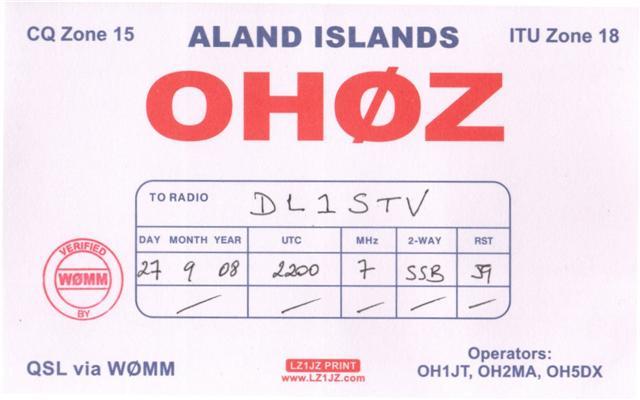 CQ Zone 15 ALAND ISLANDS ITU Zone 18
OHØZ
TO RADIO DL1STV
DAY MONTH YEAR UTC MHz 2-WAY RST
27 9 08 2200 7 SSB 59
VERIFIED
WØMM
BY
QSL via WØMM
LZ1JZ PRINT
www.LZ1JZ.com
Operators:
OH1JT, OH2MA, OH5DX